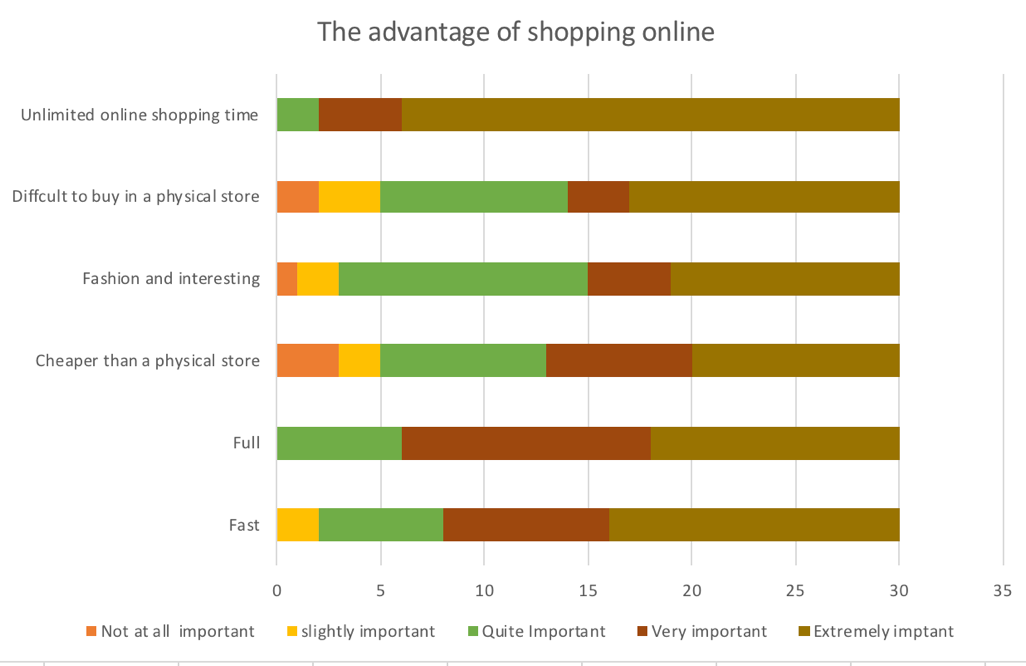 The advantage of shopping online
Unlimited online shopping time
Diffcult to buy in a physical store
Fashion and interesting
Cheaper than a physical store
Full
Fast
0 5 10 15 20 25 30 35
Not at all  important slightly important Quite Important Very important Extremely imptant